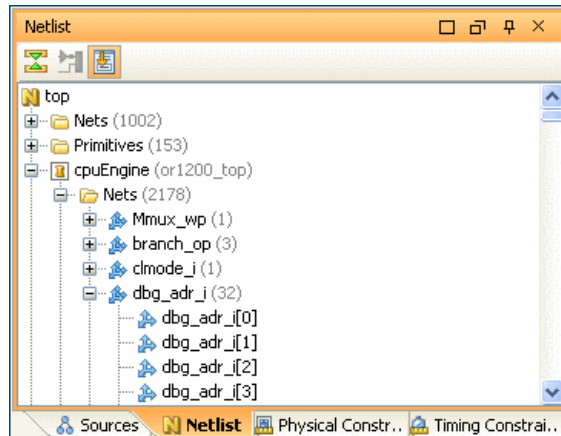 Netlist
top
Nets (1002)
Primitives (153)
cpuEngine (or1200_top)
Nets (2178)
Mmux_wp (1)
branch_op (3)
clmode_i (1)
dbg_adr_i (32)
dbg_adr_i[0]
dbg_adr_i[1]
dbg_adr_i[2]
dbg_adr_i[3]
Sources Netlist Physical Constr.. Timing Constrai..